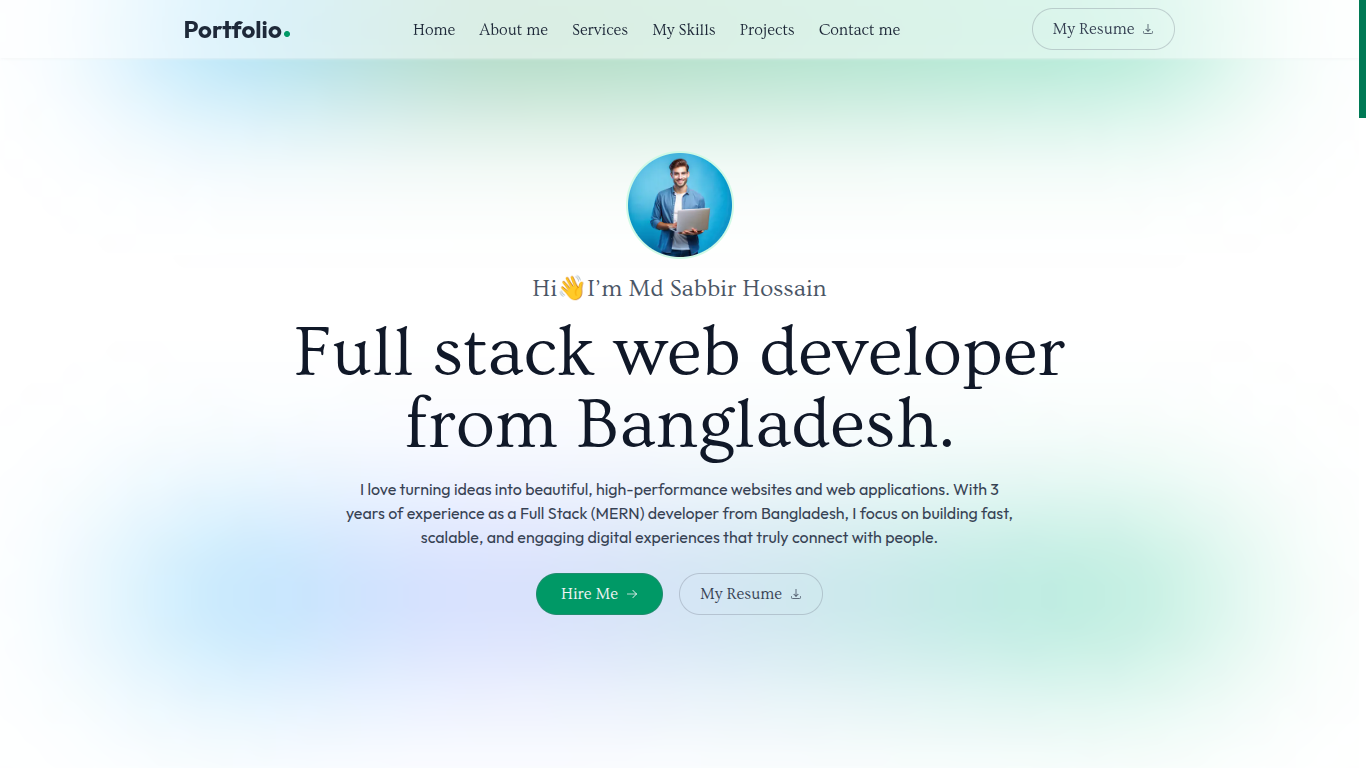 Portfolio.
Home
About me
Services
My Skills
Projects
Contact me
My Resume
Hi👋I'm Md Sabbir Hossain
Full stack web developer
from Bangladesh.
I love turning ideas into beautiful, high-performance websites and web applications. With 3
years of experience as a Full Stack (MERN) developer from Bangladesh, I focus on building fast,
scalable, and engaging digital experiences that truly connect with people.
Hire Me →
My Resume